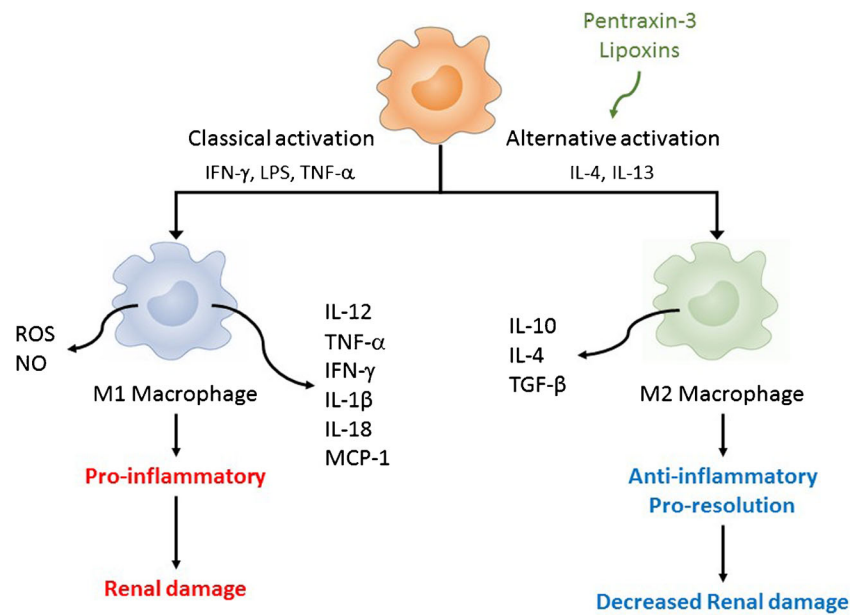 Pentraxin-3
Lipoxins
Classical activation
IFN-γ, LPS, TNF-α
Alternative activation
IL-4, IL-13
ROS
NO
IL-12
TNF-α
IFN-γ
IL-1β
IL-18
MCP-1
IL-10
IL-4
TGF-β
M1 Macrophage
M2 Macrophage
Pro-inflammatory
Anti-inflammatory
Pro-resolution
Renal damage
Decreased Renal damage